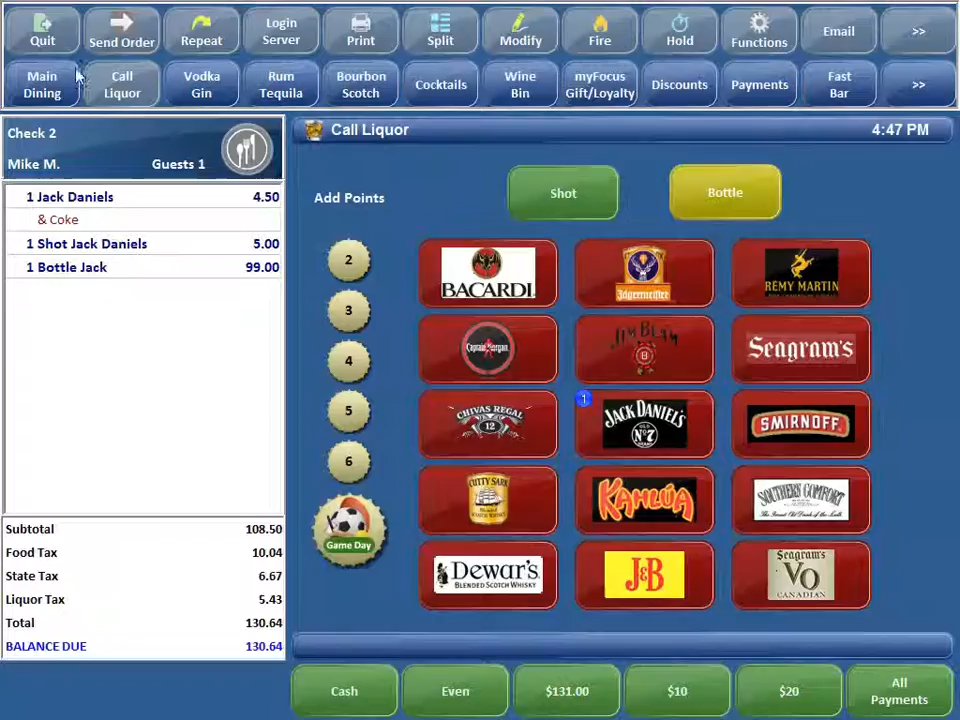 Quit
Send Order
Repeat
Login
Server
Print
Split
Modify
Fire
Hold
Functions
Email
>>
Main
Dining
Call
Liquor
Vodka
Gin
Rum
Tequila
Bourbon
Scotch
Cocktails
Wine
Bin
myFocus
Gift/Loyalty
Discounts
Payments
Fast
Bar
>>
Check 2
Mike M.
Guests 1
1 Jack Daniels 4.50
& Coke
1 Shot Jack Daniels 5.00
1 Bottle Jack 99.00
Subtotal 108.50
Food Tax 10.04
State Tax 6.67
Liquor Tax 5.43
Total 130.64
BALANCE DUE 130.64
Call Liquor
4:47 PM
Add Points
Shot
Bottle
2
3
4
5
6
Game Day
BACARDI
Jägermeister
REMY MARTIN
Captain Morgan
JIM BEAM
B
Seagram's
CHIVAS REGAL
12
1
JACK DANIEL'S
OLD
No 7
BRAND
SMIRNOFF
CUTTY SARK
KAHLÚA
SOUTHERN COMFORT
Dewar's
BLENDED SCOTCH WHISKY
J&B
Seagram's
VO
CANADIAN
Cash
Even
$131.00
$10
$20
All
Payments